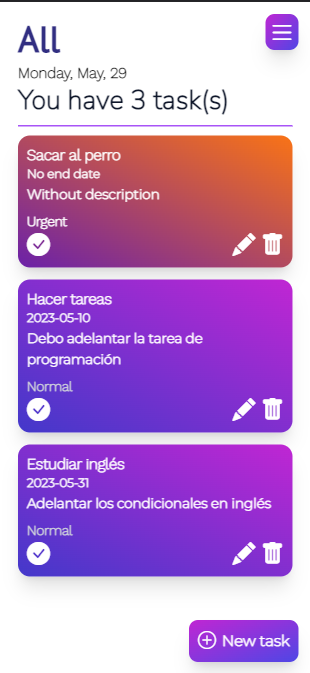 All
Monday, May, 29
You have 3 task(s)
Sacar al perro
No end date
Without description
Urgent
Hacer tareas
2023-05-10
Debo adelantar la tarea de
programación
Normal
Estudiar inglés
2023-05-31
Adelantar los condicionales en inglés
Normal
New task